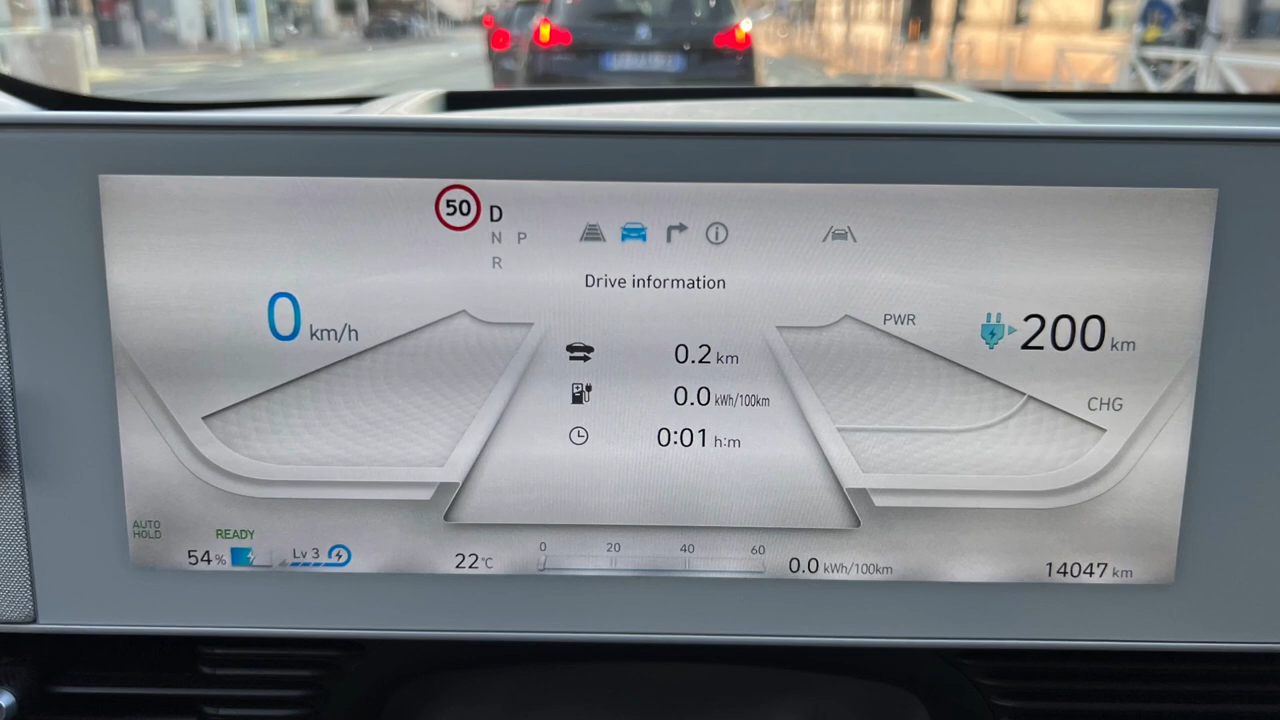 50 D
N P
R
Drive information
0 km/h
PWR
200 km
0.2 km
0.0 kWh/100km
CHG
0:01 h:m
AUTO
HOLD
READY
54% Lv 3
22°C
0 20 40 60
0.0 kWh/100km
14047 km